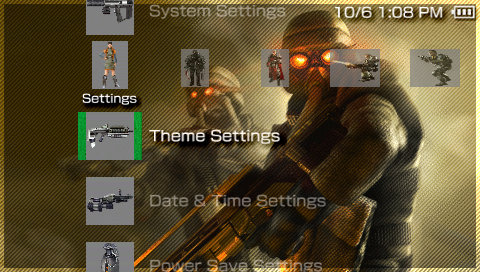 System Settings
10/6 1:08 PM
Settings
Theme Settings
Date & Time Settings
Power Save Settings